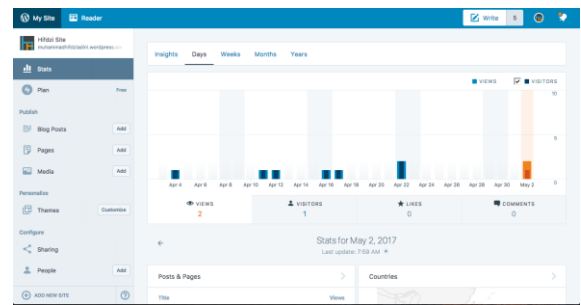 My Site
Reader
Write
5
Hifdzi Site
Insights Days Weeks Months Years
Stats
VIEWS VISITORS
10
Plan Free
Publish
Blog Posts Add
5
Pages Add
Media Add
0
Apr 4 Apr 6 Apr 8 Apr 10 Apr 12 Apr 14 Apr 16 Apr 18 Apr 20 Apr 22 Apr 24 Apr 26 Apr 28 Apr 30 May 2
Personalize
VIEWS VISITORS LIKES COMMENTS
2 1 0 0
Themes Customize
Configure
Stats for May 2, 2017
Last update: 7:59 AM
Sharing
People Add
Posts & Pages
Countries
ADD NEW SITE
Title Views